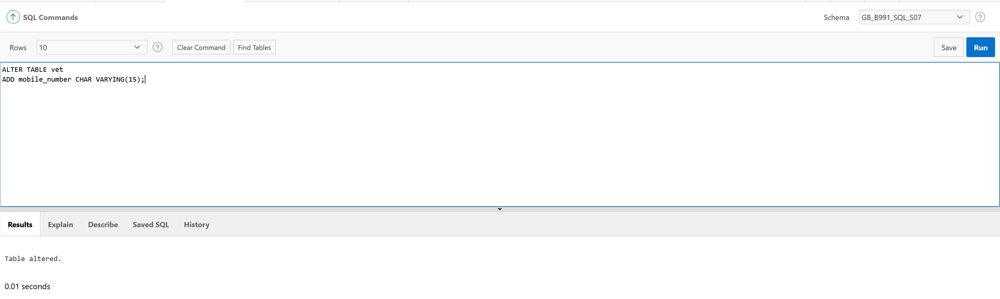 SQL Commands
Schema
GB_B991_SQL_S07
Rows
10
Clear Command
Find Tables
Save
Run
ALTER TABLE vet
ADD mobile_number CHAR VARYING(15);
Results
Explain
Describe
Saved SQL
History
Table altered.
0.01 seconds